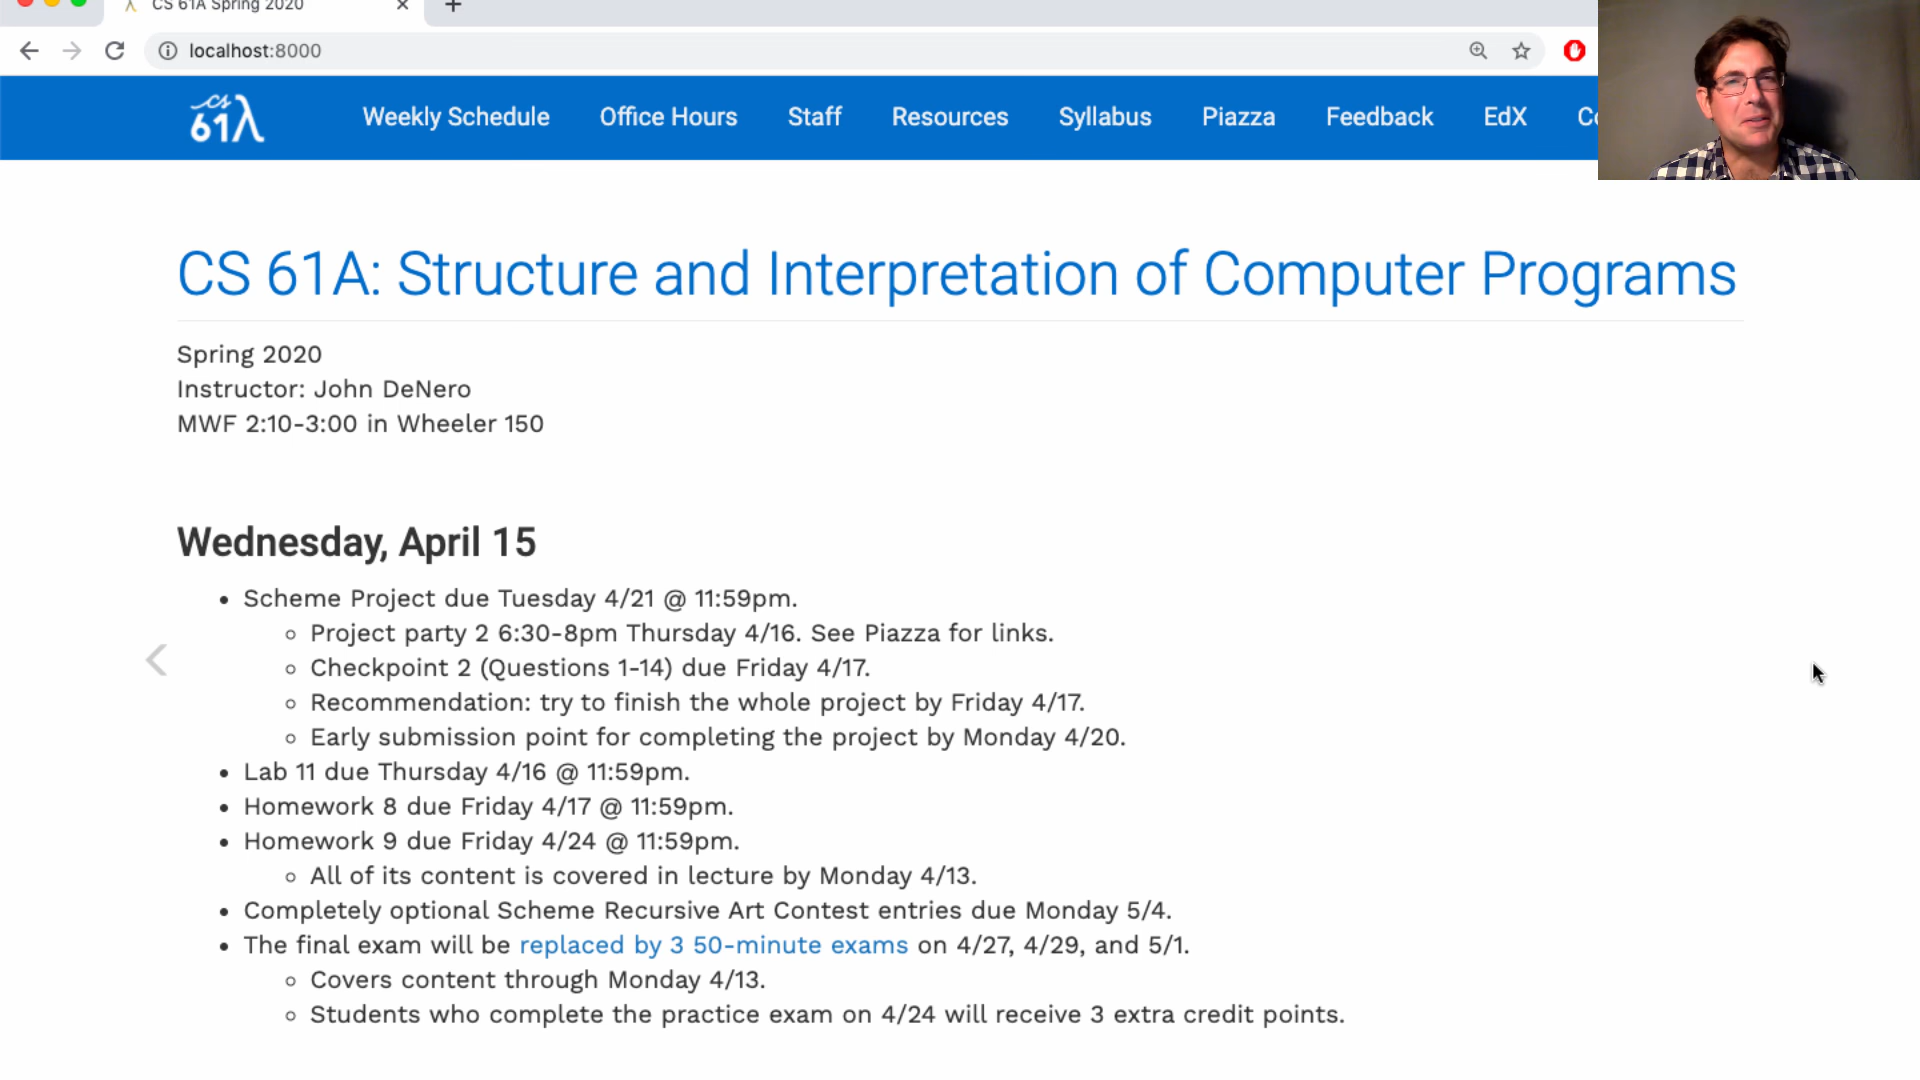 CS 61A Spring 2020
localhost:8000
cs
61λ
Weekly Schedule
Office Hours
Staff
Resources
Syllabus
Piazza
Feedback
EdX
CS 61A: Structure and Interpretation of Computer Programs
Spring 2020
Instructor: John DeNero
MWF 2:10-3:00 in Wheeler 150
Wednesday, April 15
• Scheme Project due Tuesday 4/21 @ 11:59pm.
◦ Project party 2 6:30-8pm Thursday 4/16. See Piazza for links.
◦ Checkpoint 2 (Questions 1-14) due Friday 4/17.
◦ Recommendation: try to finish the whole project by Friday 4/17.
◦ Early submission point for completing the project by Monday 4/20.
• Lab 11 due Thursday 4/16 @ 11:59pm.
• Homework 8 due Friday 4/17 @ 11:59pm.
• Homework 9 due Friday 4/24 @ 11:59pm.
◦ All of its content is covered in lecture by Monday 4/13.
• Completely optional Scheme Recursive Art Contest entries due Monday 5/4.
• The final exam will be replaced by 3 50-minute exams on 4/27, 4/29, and 5/1.
◦ Covers content through Monday 4/13.
◦ Students who complete the practice exam on 4/24 will receive 3 extra credit points.